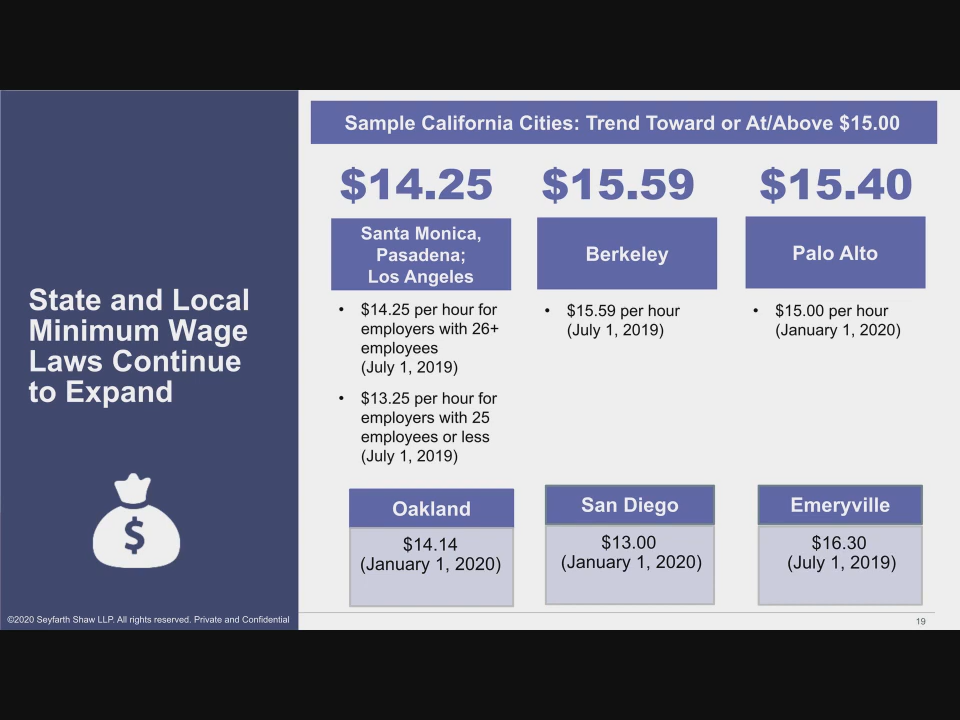 Sample California Cities: Trend Toward or At/Above $15.00
State and Local
Minimum Wage
Laws Continue
to Expand
$
$14.25
Santa Monica,
Pasadena;
Los Angeles
• $14.25 per hour for
employers with 26+
employees
(July 1, 2019)
• $13.25 per hour for
employers with 25
employees or less
(July 1, 2019)
$15.59
Berkeley
• $15.59 per hour
(July 1, 2019)
$15.40
Palo Alto
• $15.00 per hour
(January 1, 2020)
Oakland
$14.14
(January 1, 2020)
San Diego
$13.00
(January 1, 2020)
Emeryville
$16.30
(July 1, 2019)
©2020 Seyfarth Shaw LLP. All rights reserved. Private and Confidential
19